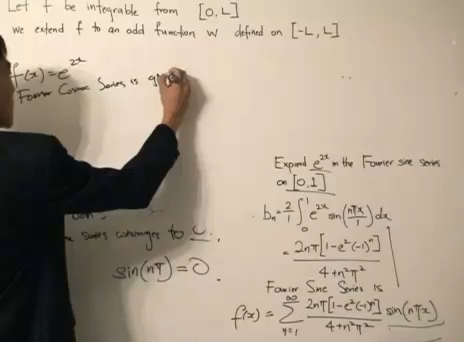 Let f be integrable from [0,L]
we extend f to an odd function w defined on [-L, L]
f(x)=e^{2x}
Fourier Cosine Series is
series converges to 0.
sin(nπ)=0
Expand e^{2x} in the Fourier sine series
on [0,1]
b_n = 2/1 ∫_0^1 e^{2x} sin(nπx/1) dx
= 2nπ[1-e^2(-1)^n] / 4+n^2π^2
Fourier Sine Series is
f(x) = ∑_{n=1}^{∞} 2nπ[1-e^2(-1)^n] / 4+n^2π^2 sin(nπx)